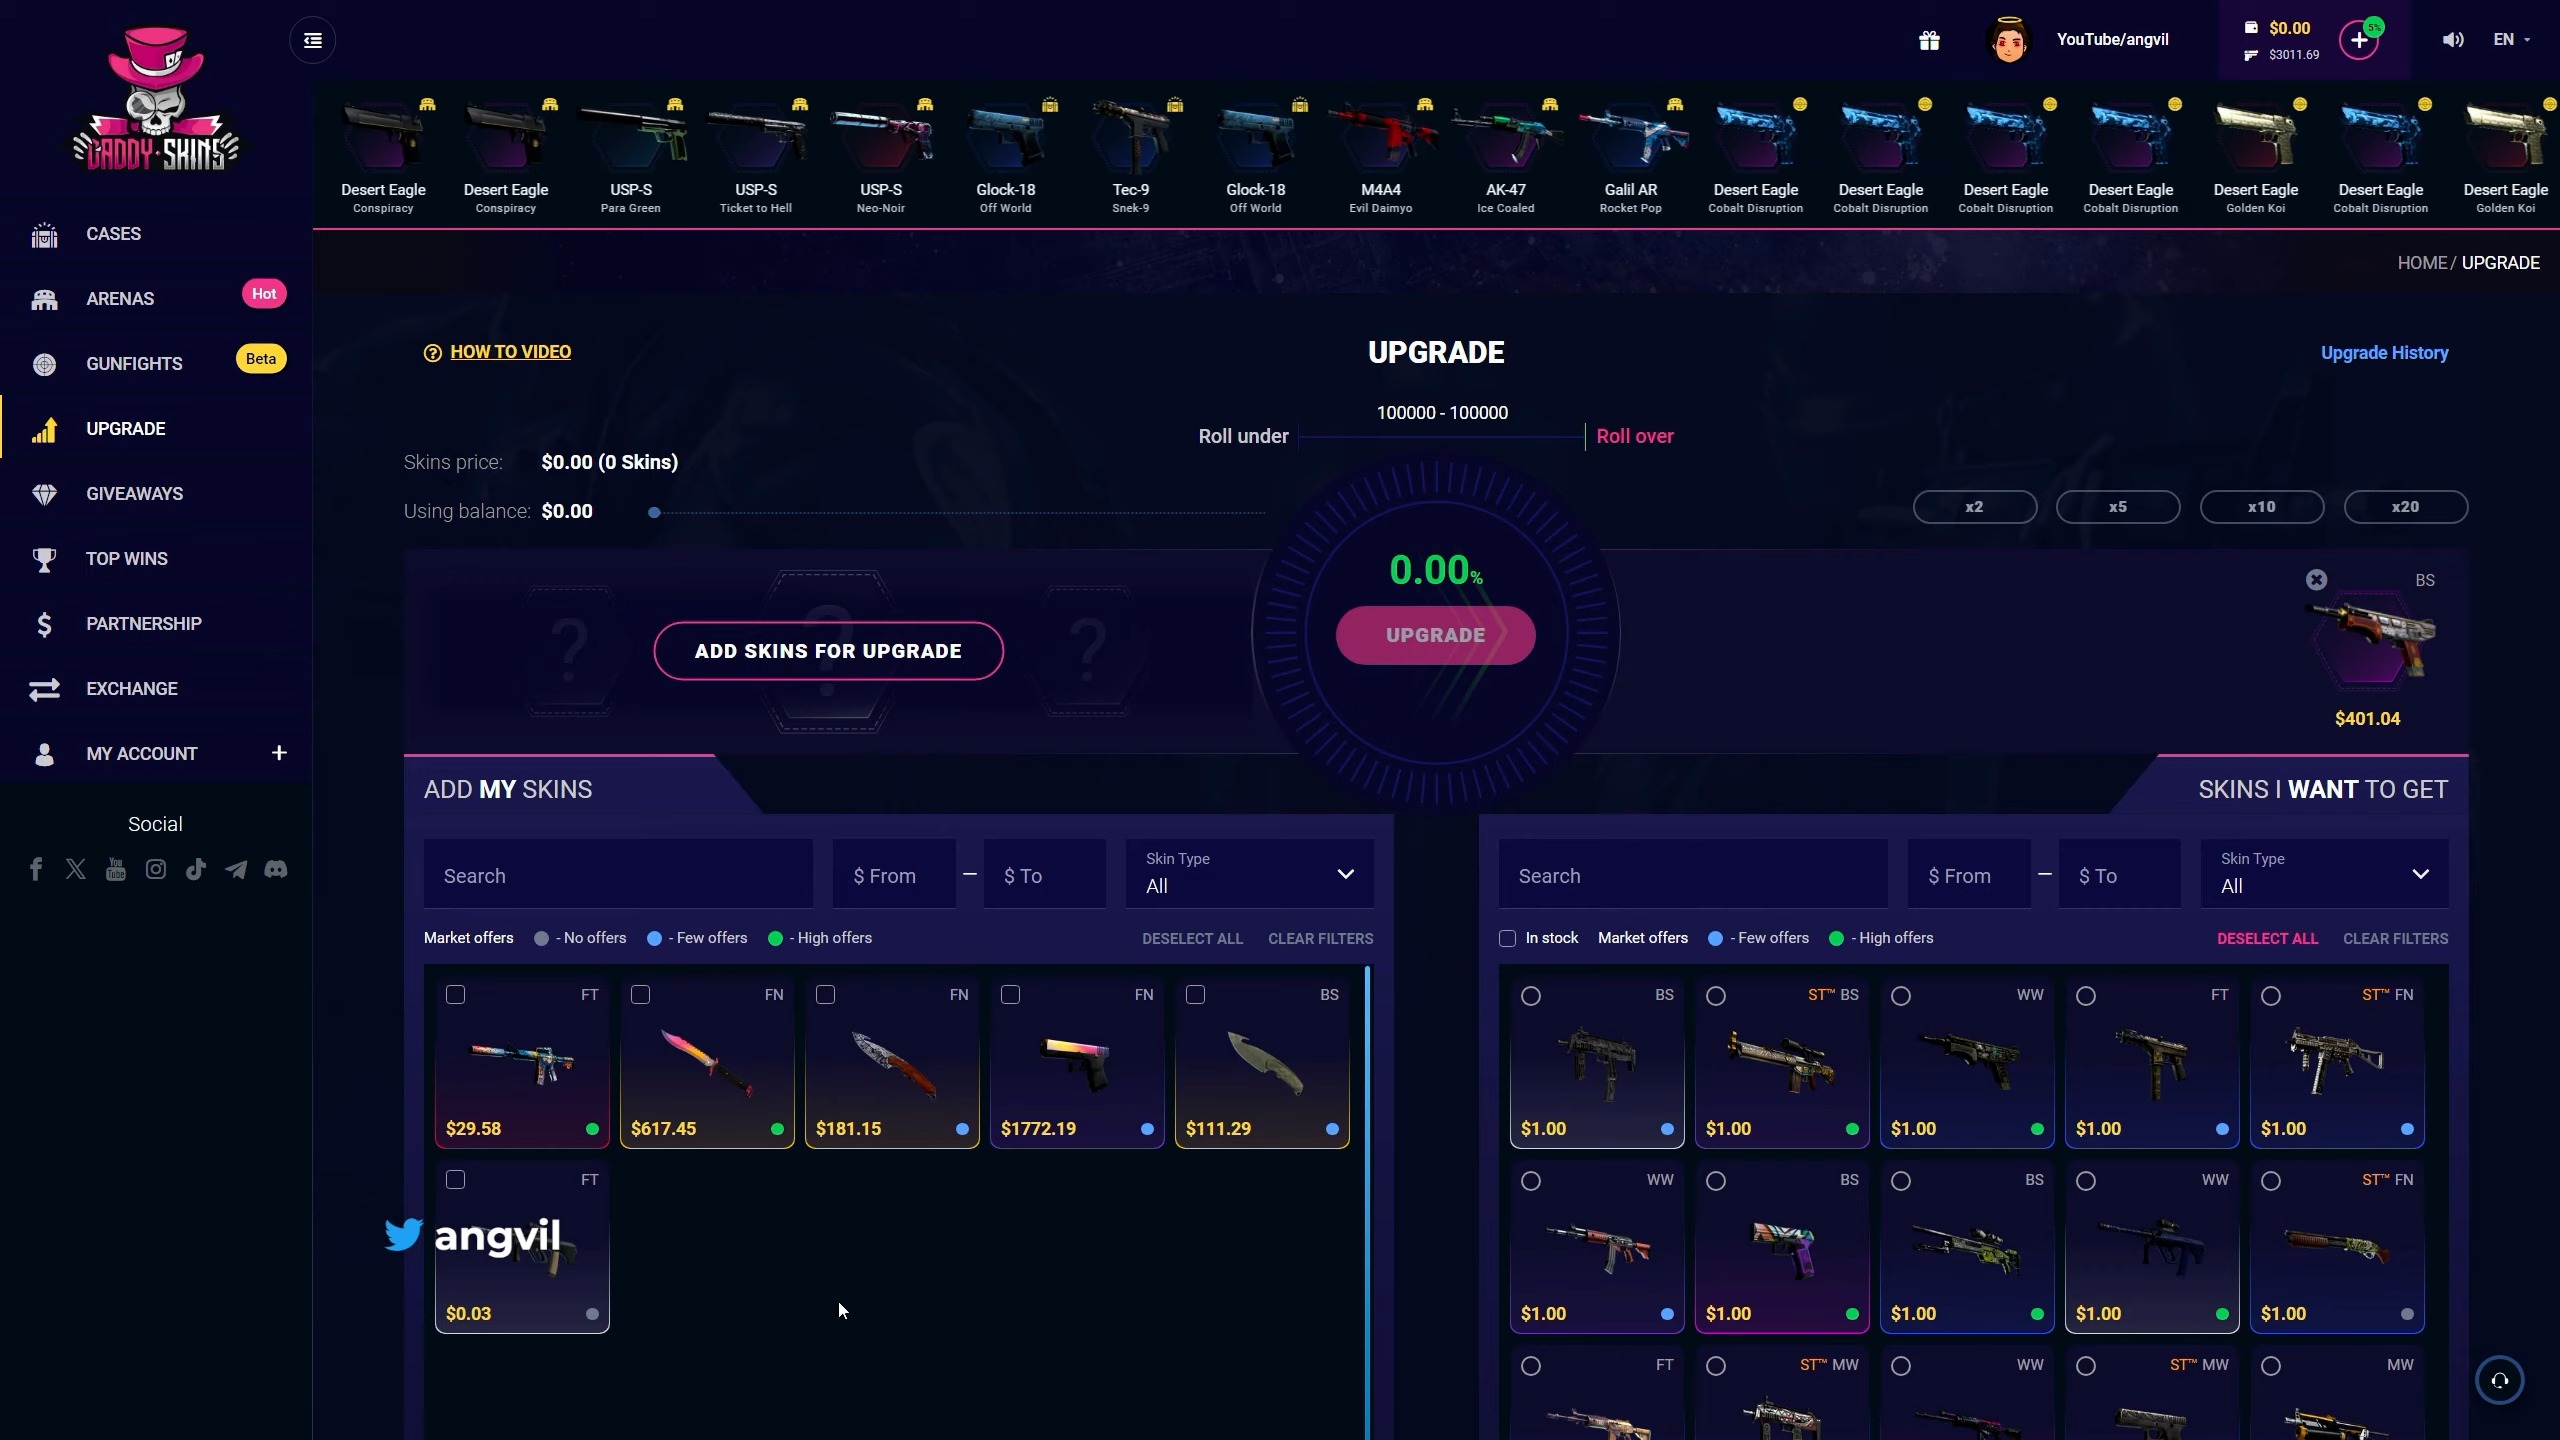 DADDY SKINS
YouTube/angvil
$0.00
$3011.69
5%
EN
Desert Eagle
Conspiracy
Desert Eagle
Conspiracy
USP-S
Para Green
USP-S
Ticket to Hell
USP-S
Neo-Noir
Glock-18
Off World
Tec-9
Snek-9
Glock-18
Off World
M4A4
Evil Daimyo
AK-47
Ice Coaled
Galil AR
Rocket Pop
Desert Eagle
Cobalt Disruption
Desert Eagle
Cobalt Disruption
Desert Eagle
Cobalt Disruption
Desert Eagle
Cobalt Disruption
Desert Eagle
Golden Koi
Desert Eagle
Cobalt Disruption
Desert Eagle
Golden Koi
CASES
ARENAS Hot
GUNFIGHTS Beta
UPGRADE
GIVEAWAYS
TOP WINS
PARTNERSHIP
EXCHANGE
MY ACCOUNT +
Social
You Tube
HOME / UPGRADE
HOW TO VIDEO
UPGRADE
Upgrade History
100000 - 100000
Roll under
Roll over
Skins price: $0.00 (0 Skins)
Using balance: $0.00
x2 x5 x10 x20
? ? ?
ADD SKINS FOR UPGRADE
0.00%
UPGRADE
BS
$401.04
ADD MY SKINS
Search $ From – $ To Skin Type
All
Market offers - No offers - Few offers - High offers DESELECT ALL CLEAR FILTERS
FT FN FN FN BS
$29.58 $617.45 $181.15 $1772.19 $111.29
FT
angvil
$0.03
SKINS I WANT TO GET
Search $ From – $ To Skin Type
All
In stock Market offers - Few offers - High offers DESELECT ALL CLEAR FILTERS
BS ST™ BS WW FT ST™ FN
$1.00 $1.00 $1.00 $1.00 $1.00
WW BS BS WW ST™ FN
$1.00 $1.00 $1.00 $1.00 $1.00
FT ST™ MW WW ST™ MW MW